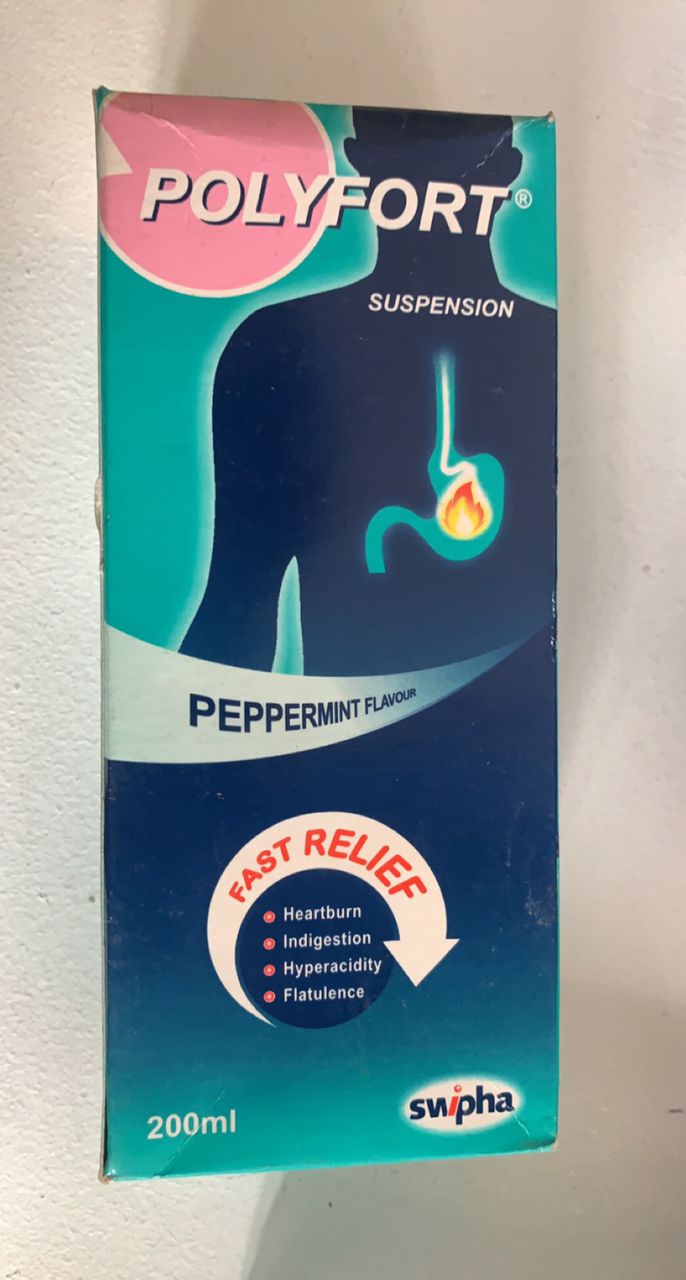 POLYFORT®
SUSPENSION
PEPPERMINT FLAVOUR
FAST RELIEF
Heartburn
Indigestion
Hyperacidity
Flatulence
200ml
swipha